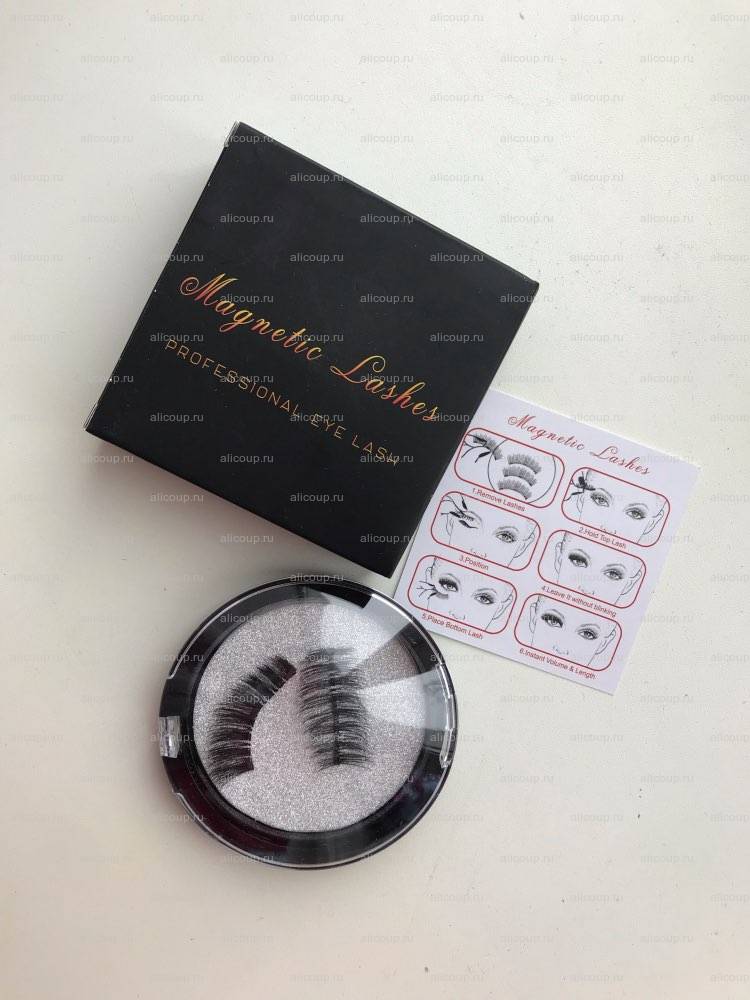 Magnetic Lashes
PROFESSIONAL EYE LASH
Magnetic Lashes
1.Remove Lashes
2.Hold Top Lash
3.Position
4.Leave it without blinking
5.Place Bottom Lash
6.Instant Volume & Length
alicoup.ru